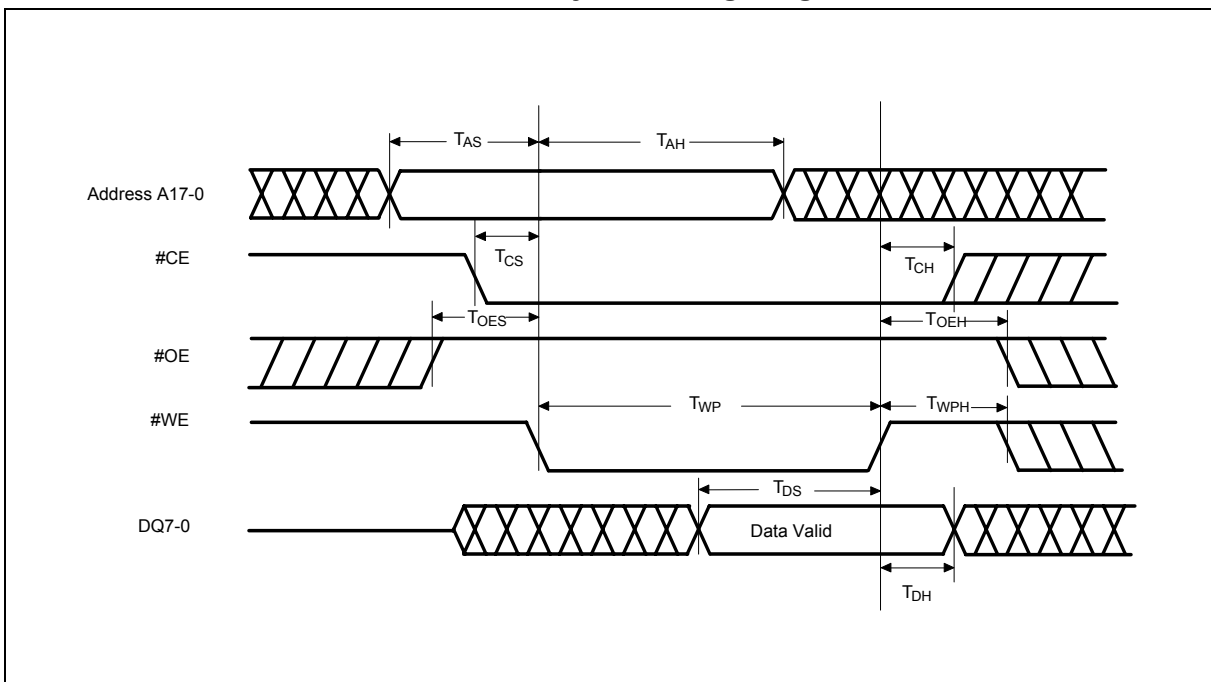 TAS
TAH
Address A17-0
TCS
#CE
TCH
TOES
TOEH
#OE
TWP
TWPH
#WE
TDS
DQ7-0
Data Valid
TDH